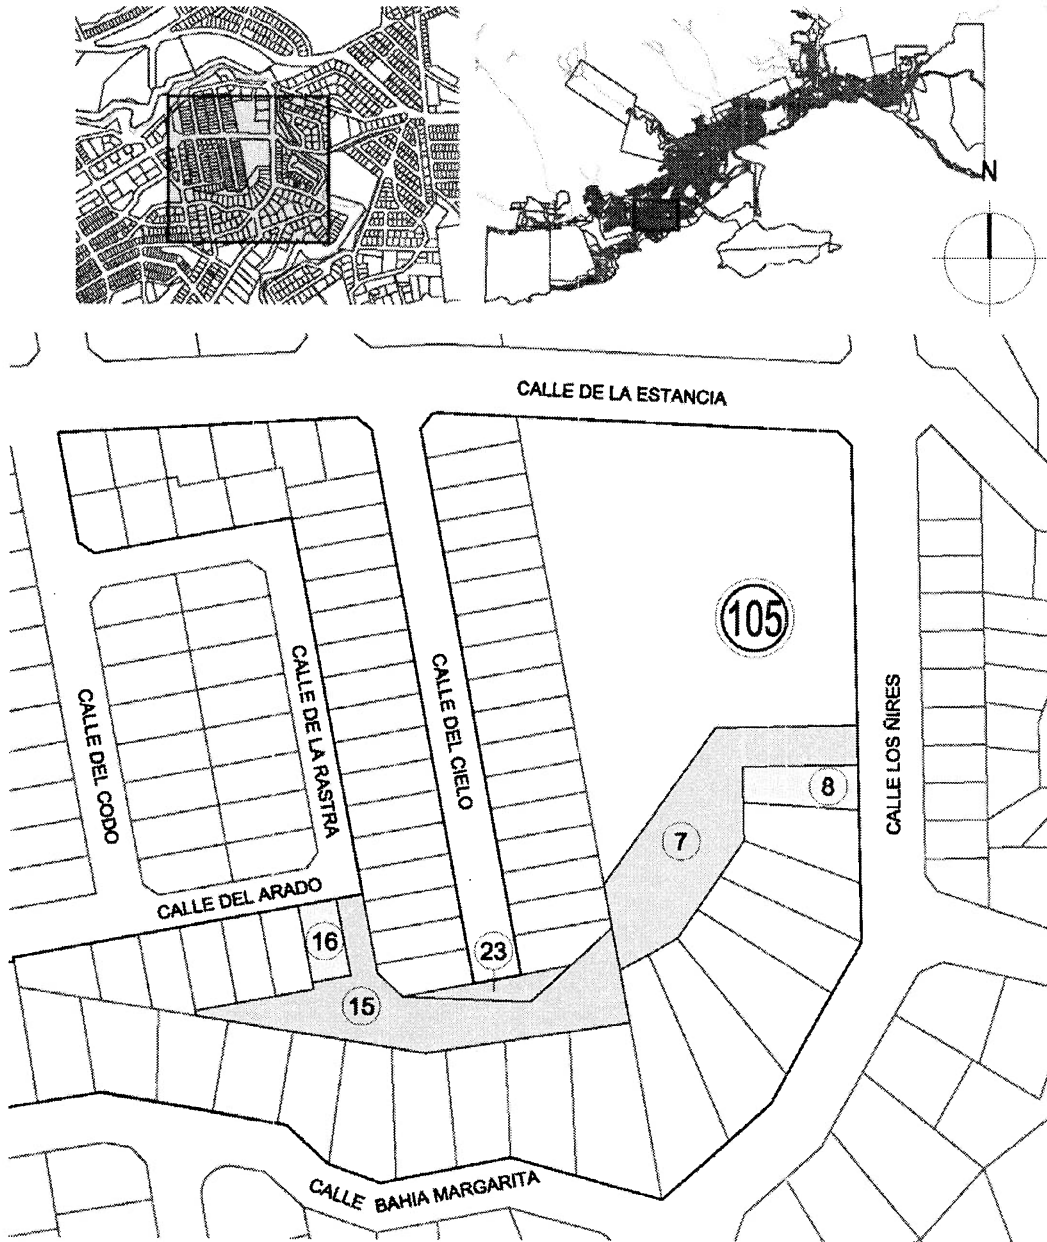 N
CALLE DE LA ESTANCIA
105
CALLE DEL CODO
CALLE DE LA RASTRA
CALLE DEL CIELO
CALLE LOS ÑIRES
8
7
CALLE DEL ARADO
16
23
15
CALLE BAHIA MARGARITA